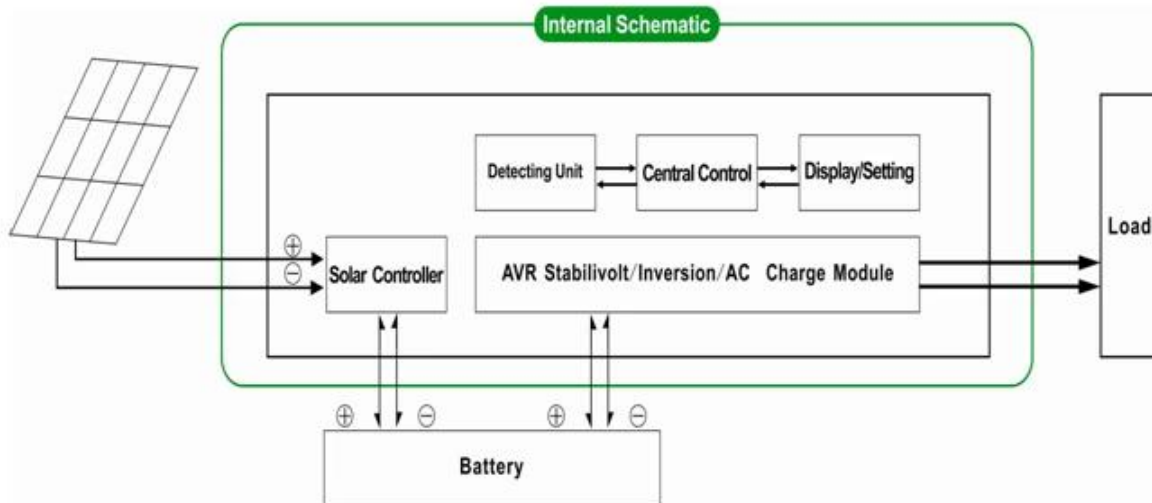 Internal Schematic
Detecting Unit
Central Control
Display/Setting
Load
⊕
⊖
Solar Controller
AVR Stabilivolt/Inversion/AC Charge Module
⊕ ⊖ ⊕ ⊖
Battery